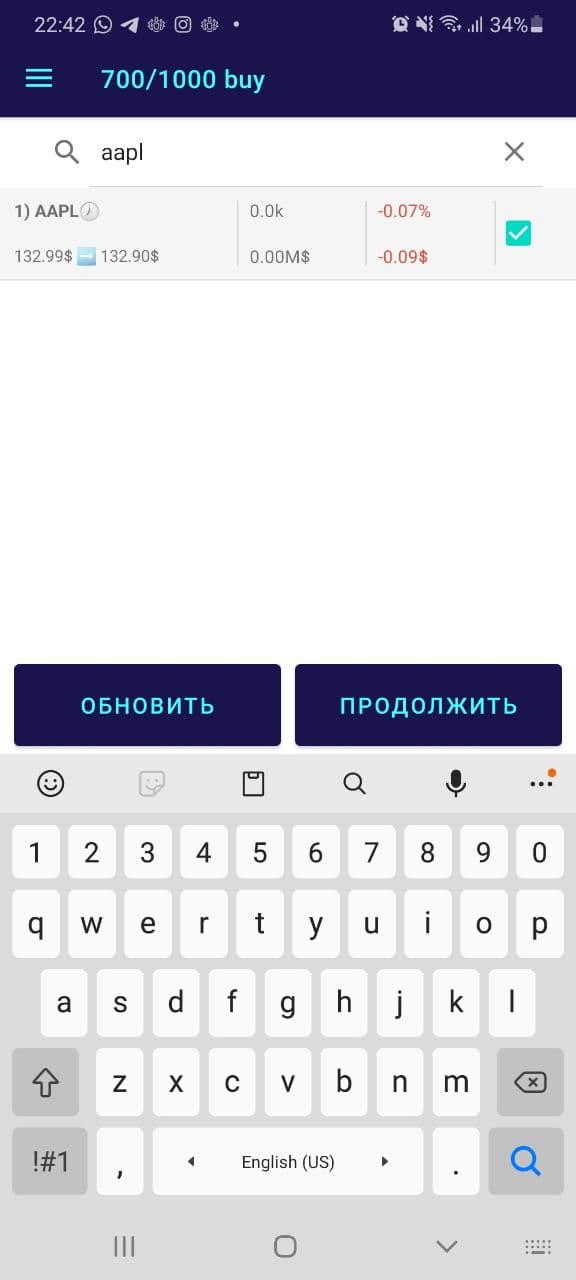 22:42 34%
700/1000 buy
aapl
1) AAPL 0.0k -0.07%
132.99$ ➡️ 132.90$ 0.00M$ -0.09$
ОБНОВИТЬ ПРОДОЛЖИТЬ
1 2 3 4 5 6 7 8 9 0
q w e r t y u i o p
a s d f g h j k l
z x c v b n m
!#1 , English (US) .